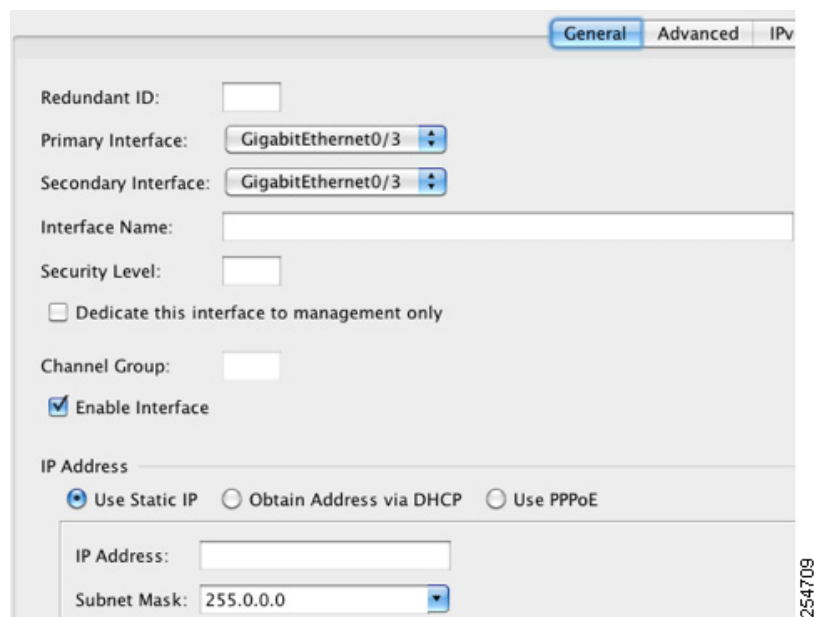 General Advanced IPv
Redundant ID:
Primary Interface: GigabitEthernet0/3
Secondary Interface: GigabitEthernet0/3
Interface Name:
Security Level:
Dedicate this interface to management only
Channel Group:
Enable Interface
IP Address
Use Static IP Obtain Address via DHCP Use PPPoE
IP Address:
Subnet Mask: 255.0.0.0
254709